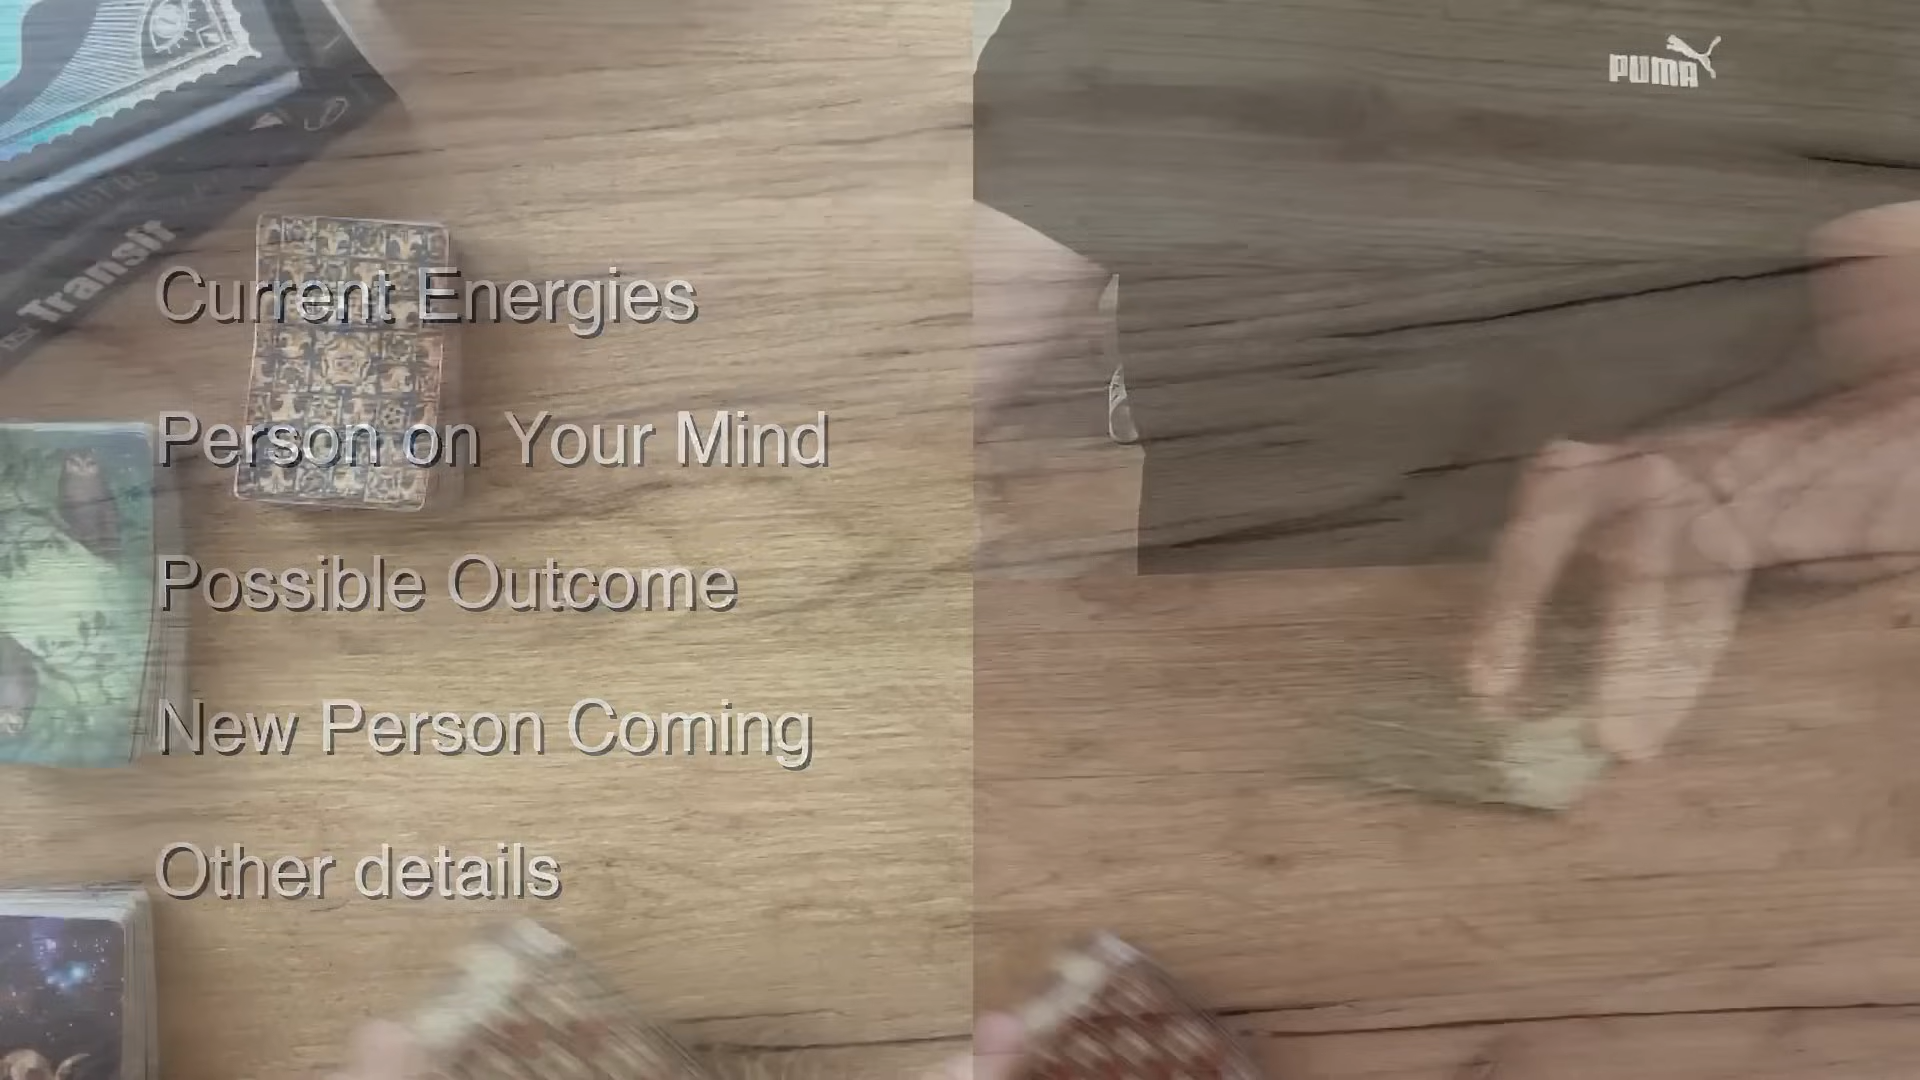 PUMA
Transit
Current Energies
Person on Your Mind
Possible Outcome
New Person Coming
Other details